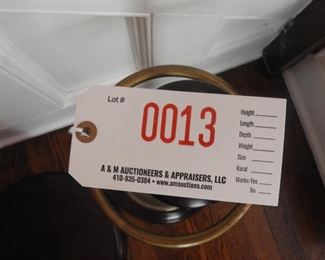 Lot #
0013
A & M AUCTIONEERS & APPRAISERS, LLC
410-835-0384 • www.amauctions.com
Height
Length
Depth
Weight
Size
Karat
Works: Yes
No